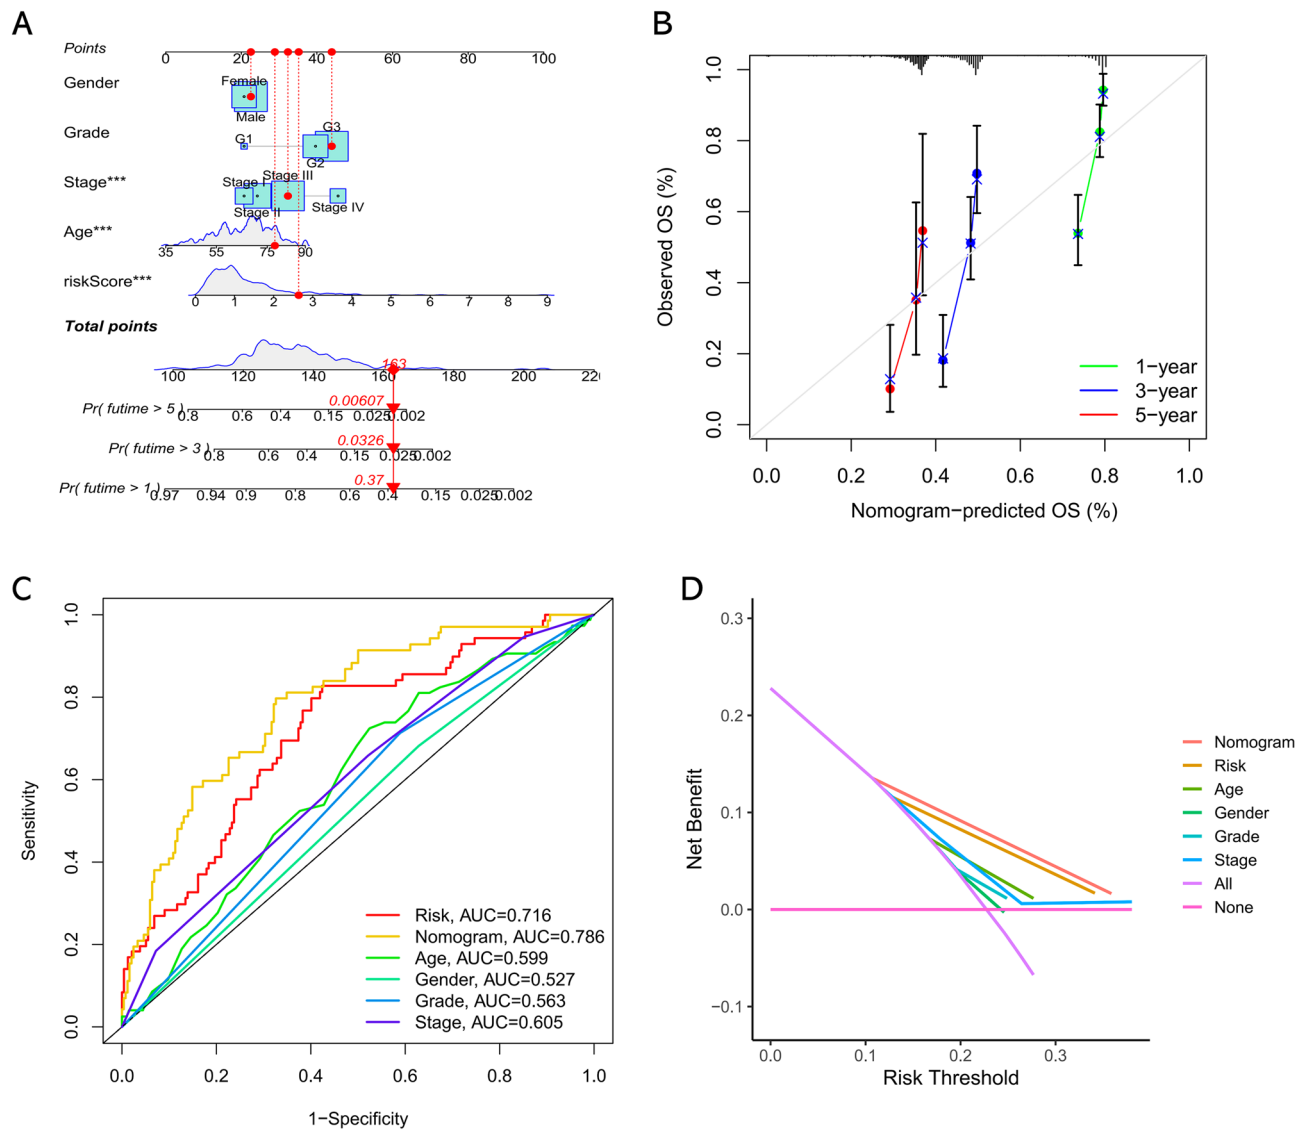 A
Points
0 20 40 60 80 100
Gender
Female
Male
Grade
G1
G3
G2
Stage***
Stage I
Stage III
Stage II
Stage IV
Age***
35 55 75 90
riskScore***
0 1 2 3 4 5 6 7 8 9
Total points
163
100 120 140 160 180 200 22
0.00607
Pr( futime > 5 )
0.8 0.6 0.4 0.15 0.025 0.002
0.0326
Pr( futime > 3 )
0.8 0.6 0.4 0.15 0.025 0.002
0.37
Pr( futime > 1 )
0.97 0.94 0.9 0.8 0.6 0.4 0.15 0.025 0.002
B
Observed OS (%)
1.0
0.8
0.6
0.4
0.2
0.0
1−year
3−year
5−year
0.0 0.2 0.4 0.6 0.8 1.0
Nomogram−predicted OS (%)
C
Sensitivity
1.0
0.8
0.6
0.4
0.2
0.0
Risk, AUC=0.716
Nomogram, AUC=0.786
Age, AUC=0.599
Gender, AUC=0.527
Grade, AUC=0.563
Stage, AUC=0.605
0.0 0.2 0.4 0.6 0.8 1.0
1−Specificity
D
Net Benefit
0.3
0.2
0.1
0.0
−0.1
0.0 0.1 0.2 0.3
Risk Threshold
Nomogram
Risk
Age
Gender
Grade
Stage
All
None